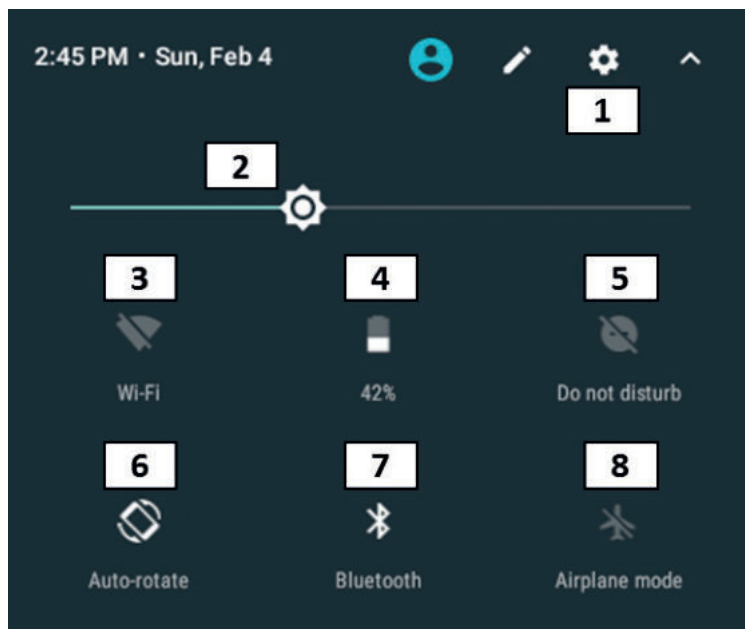 2:45 PM • Sun, Feb 4
1
2
3 4 5
Wi-Fi 42% Do not disturb
6 7 8
Auto-rotate Bluetooth Airplane mode